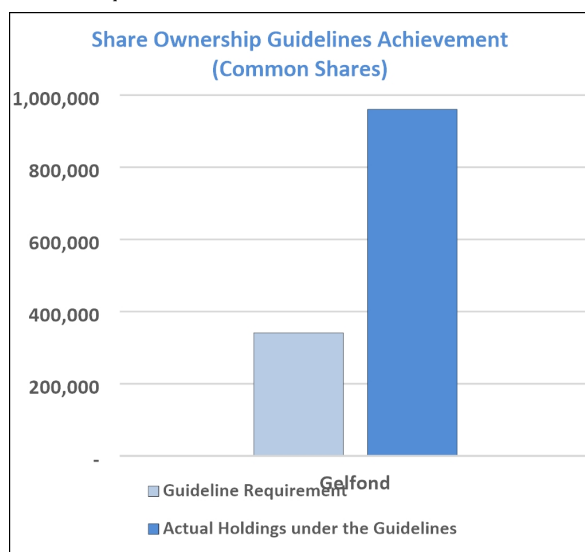 Share Ownership Guidelines Achievement
(Common Shares)
1,000,000
800,000
600,000
400,000
200,000
-
Gelfond
Guideline Requirement
Actual Holdings under the Guidelines